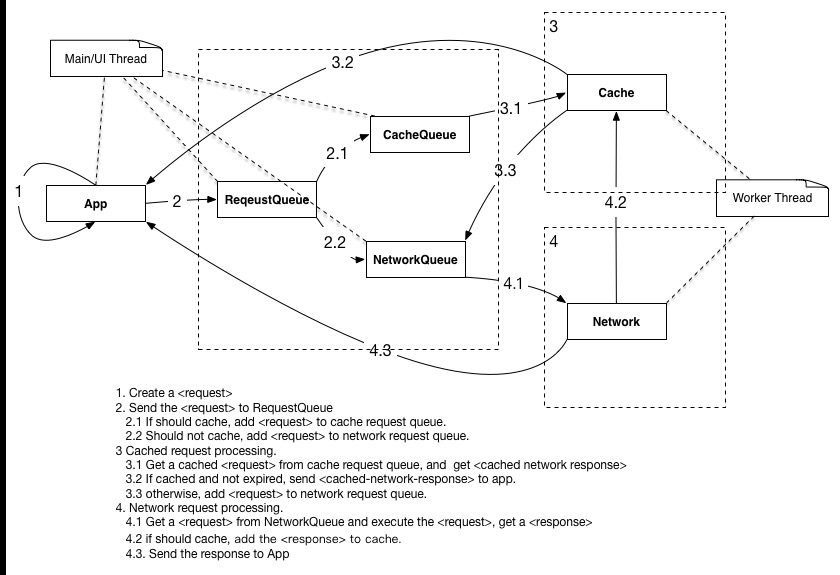 3
Main/UI Thread
3.2
Cache
CacheQueue
3.1
2.1
3.3
1
App
2
ReqeustQueue
4.2
Worker Thread
2.2
NetworkQueue
4
4.1
Network
4.3
1. Create a <request>
2. Send the <request> to RequestQueue
2.1 If should cache, add <request> to cache request queue.
2.2 Should not cache, add <request> to network request queue.
3 Cached request processing.
3.1 Get a cached <request> from cache request queue, and get <cached network response>
3.2 If cached and not expired, send <cached-network-response> to app.
3.3 otherwise, add <request> to network request queue.
4. Network request processing.
4.1 Get a <request> from NetworkQueue and execute the <request>, get a <response>
4.2 if should cache, add the <response> to cache.
4.3. Send the response to App